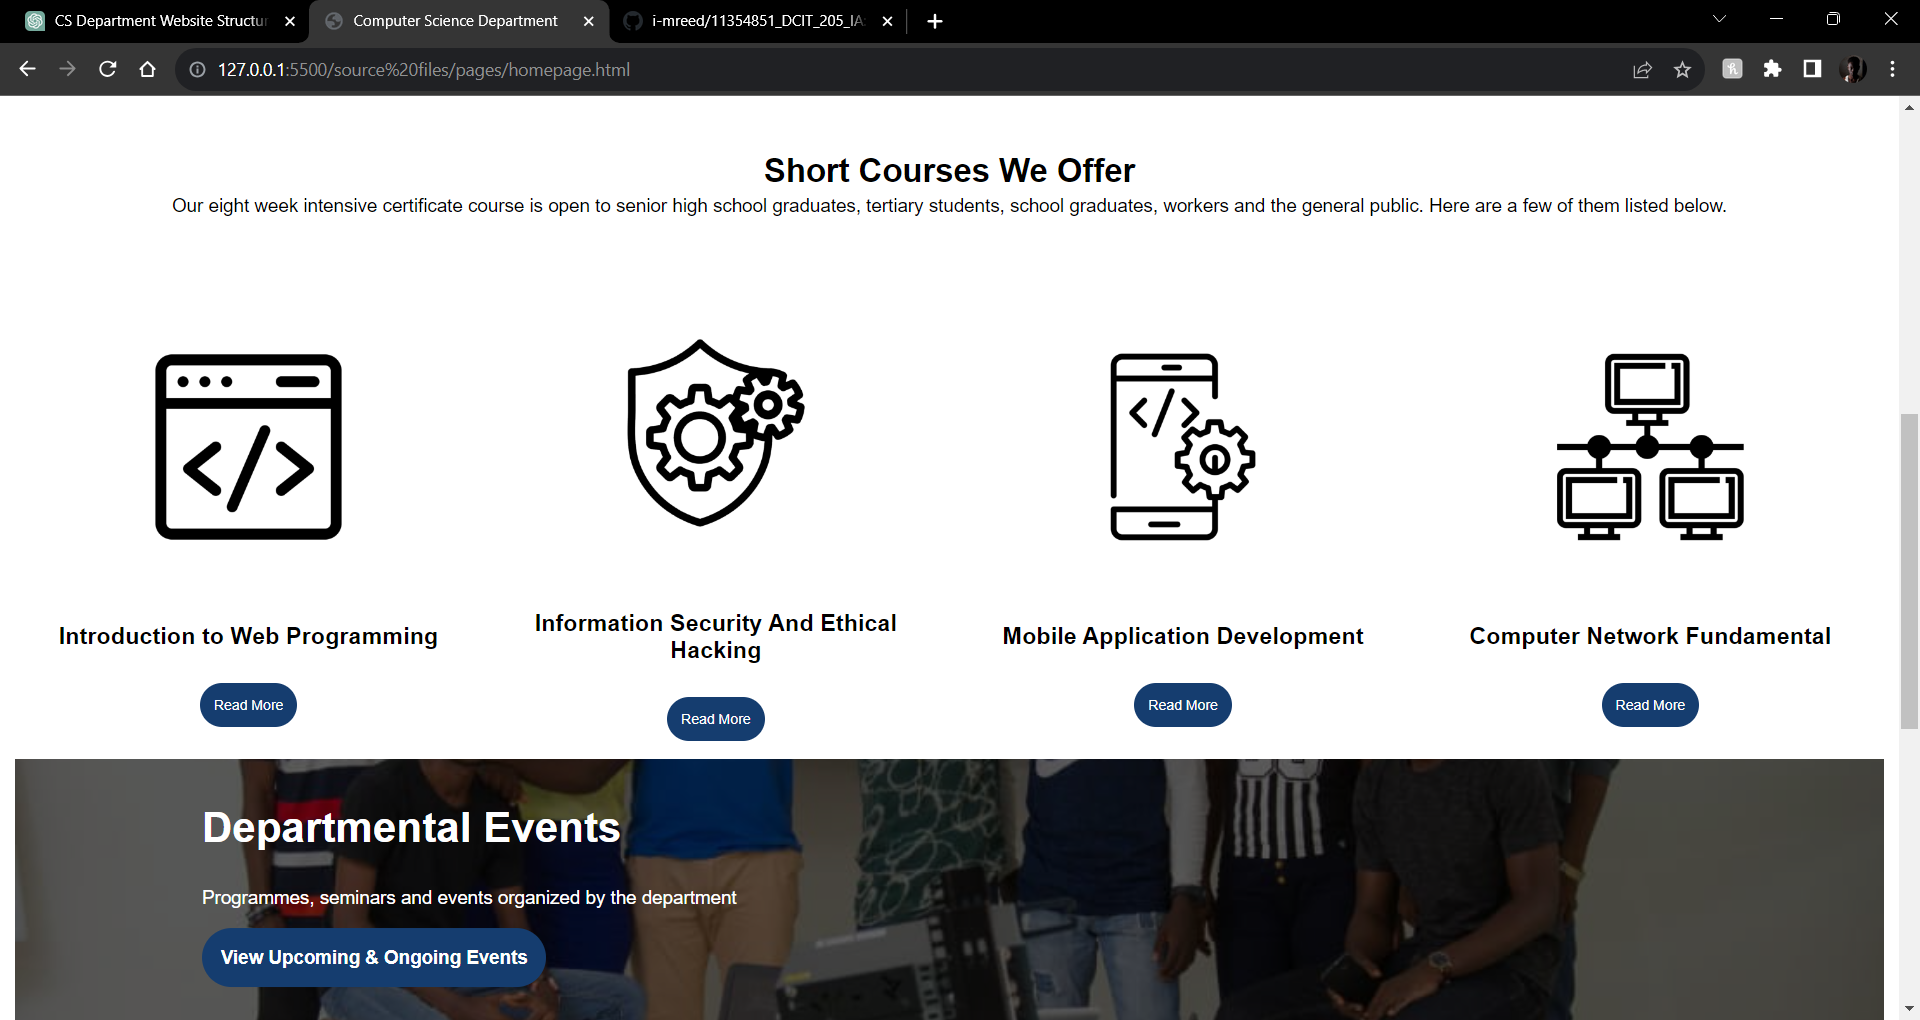 CS Department Website Structur
Computer Science Department
i-mreed/11354851_DCIT_205_IA
127.0.0.1:5500/source%20files/pages/homepage.html
Short Courses We Offer
Our eight week intensive certificate course is open to senior high school graduates, tertiary students, school graduates, workers and the general public. Here are a few of them listed below.
Introduction to Web Programming
Information Security And Ethical
Hacking
Mobile Application Development
Computer Network Fundamental
Read More
Read More
Read More
Read More
Departmental Events
Programmes, seminars and events organized by the department
View Upcoming & Ongoing Events